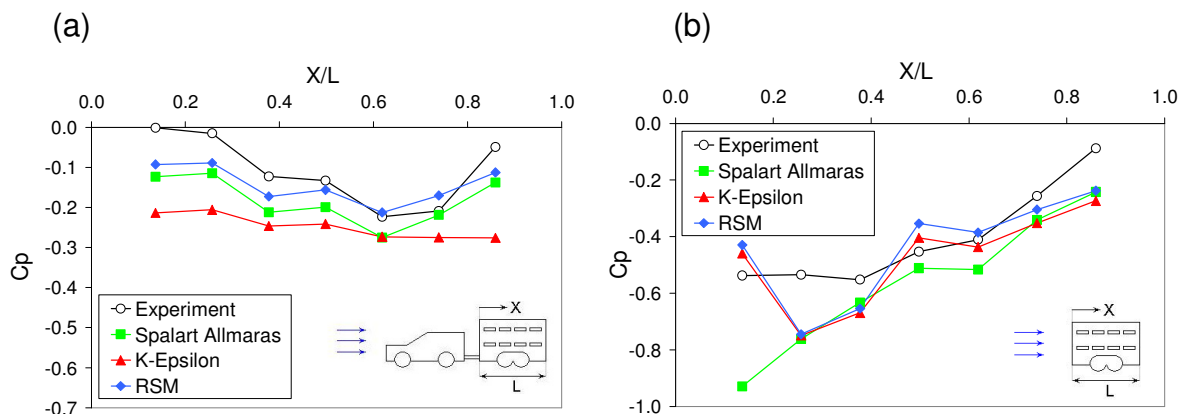 (a)
X/L
0.0 0.2 0.4 0.6 0.8 1.0
0.0
-0.1
-0.2
-0.3
-0.4
-0.5
-0.6
-0.7
Cp
Experiment
Spalart Allmaras
K-Epsilon
RSM
X
L
(b)
X/L
0.0 0.2 0.4 0.6 0.8 1.0
0.0
-0.2
-0.4
-0.6
-0.8
-1.0
Cp
Experiment
Spalart Allmaras
K-Epsilon
RSM
X
L